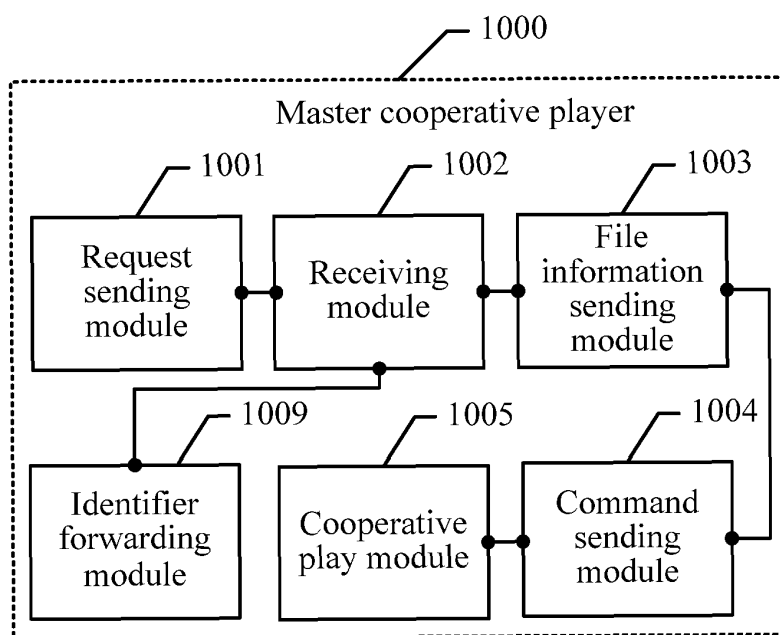 1000
Master cooperative player
1001
1002
1003
Request
sending
module
Receiving
module
File
information
sending
module
1009
1005
1004
Identifier
forwarding
module
Cooperative
play module
Command
sending
module